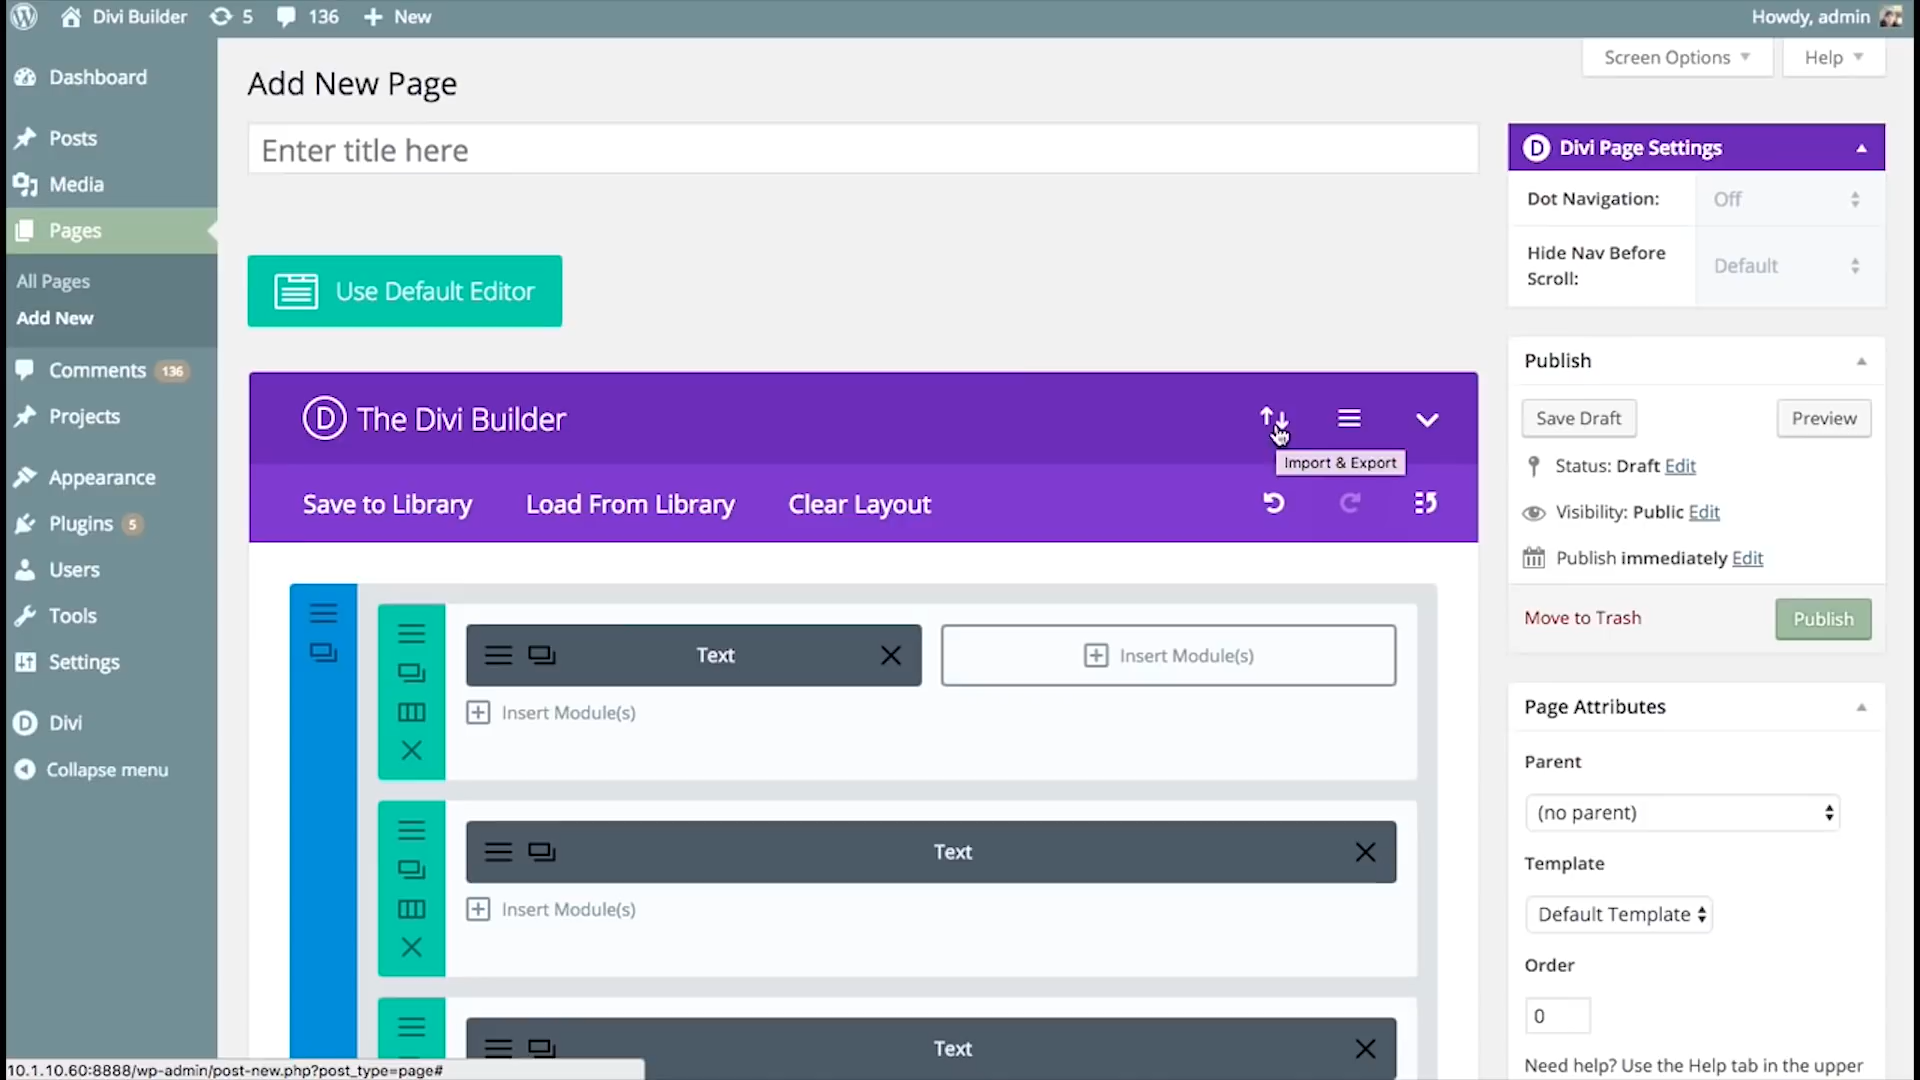 Divi Builder 5 136 New Howdy, admin
Screen Options Help
Dashboard
Posts
Media
Pages
All Pages
Add New
Comments 136
Projects
Appearance
Plugins 5
Users
Tools
Settings
Divi
Collapse menu
Add New Page
Enter title here
Use Default Editor
D The Divi Builder
Import & Export
Save to Library Load From Library Clear Layout
Text Insert Module(s)
Insert Module(s)
Text
Insert Module(s)
Text
D Divi Page Settings
Dot Navigation: Off
Hide Nav Before
Scroll: Default
Publish
Save Draft Preview
Status: Draft Edit
Visibility: Public Edit
Publish immediately Edit
Move to Trash Publish
Page Attributes
Parent
(no parent)
Template
Default Template
Order
0
Need help? Use the Help tab in the upper
10.1.10.60:8888/wp-admin/post-new.php?post_type=page#